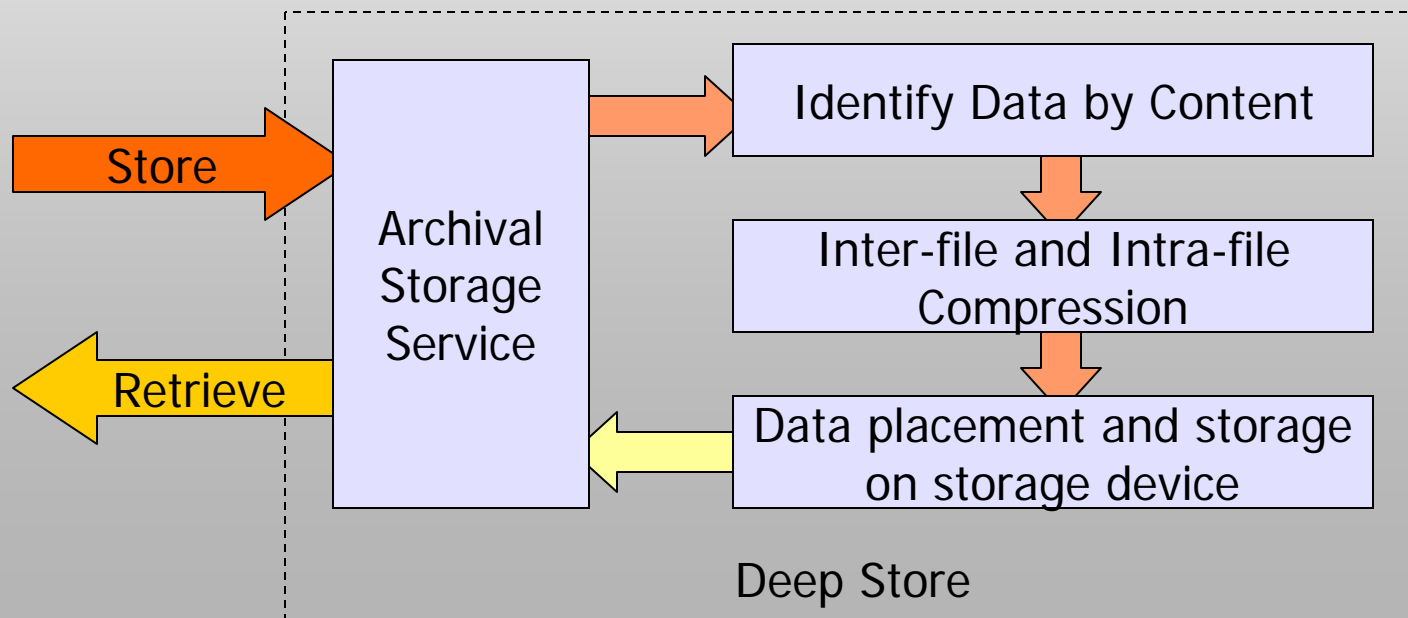 Store
Archival
Storage
Service
Retrieve
Identify Data by Content
Inter-file and Intra-file
Compression
Data placement and storage
on storage device
Deep Store